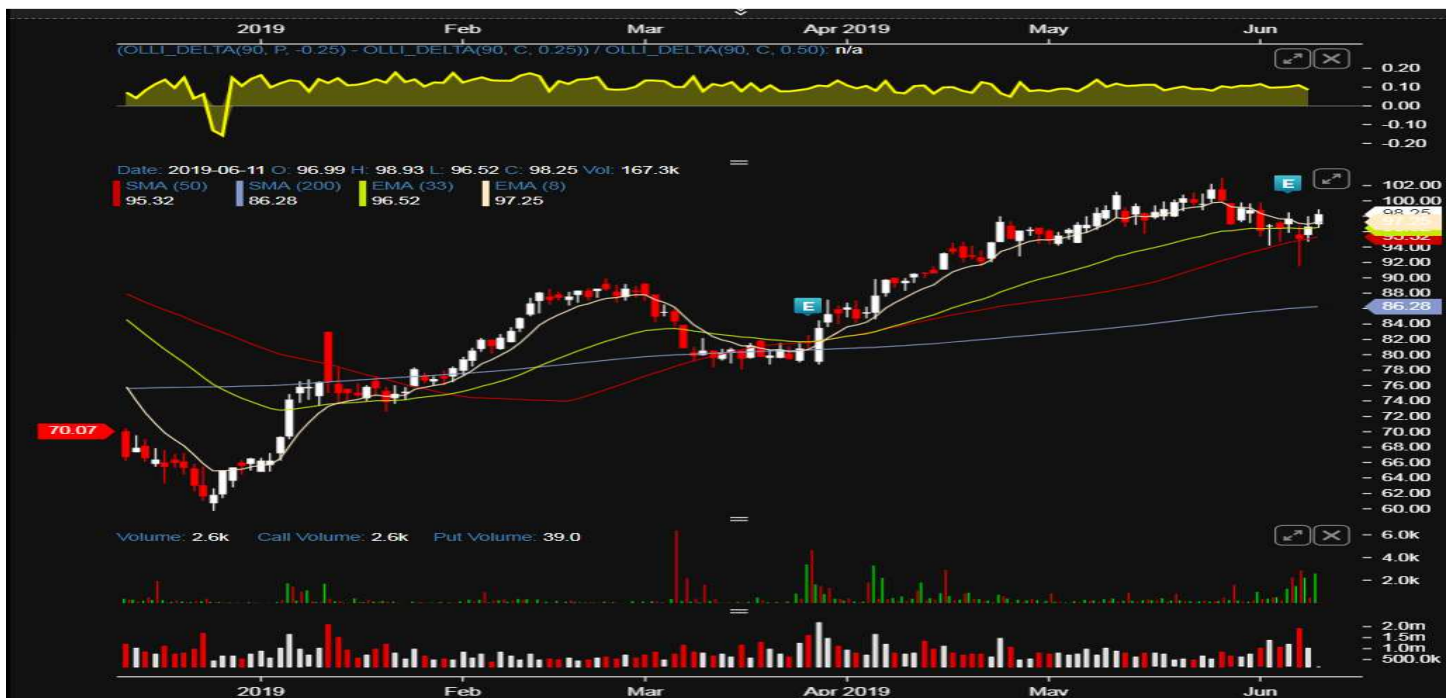 2019 Feb Mar Apr 2019 May Jun
(OLLI_DELTA(90, P, -0.25) - OLLI_DELTA(90, C, 0.25)) / OLLI_DELTA(90, C, 0.50): n/a
0.20
0.10
0.00
-0.10
-0.20
Date: 2019-06-11 O: 96.99 H: 98.93 L: 96.52 C: 98.25 Vol: 167.3k
SMA (50) SMA (200) EMA (33) EMA (8)
95.32 86.28 96.52 97.25
E
102.00
100.00
98.25
97.25
95.32
94.00
92.00
90.00
88.00
E
86.28
84.00
82.00
80.00
78.00
76.00
74.00
72.00
70.07
70.00
68.00
66.00
64.00
62.00
60.00
Volume: 2.6k Call Volume: 2.6k Put Volume: 39.0
6.0k
4.0k
2.0k
2.0m
1.5m
1.0m
500.0k
2019 Feb Mar Apr 2019 May Jun